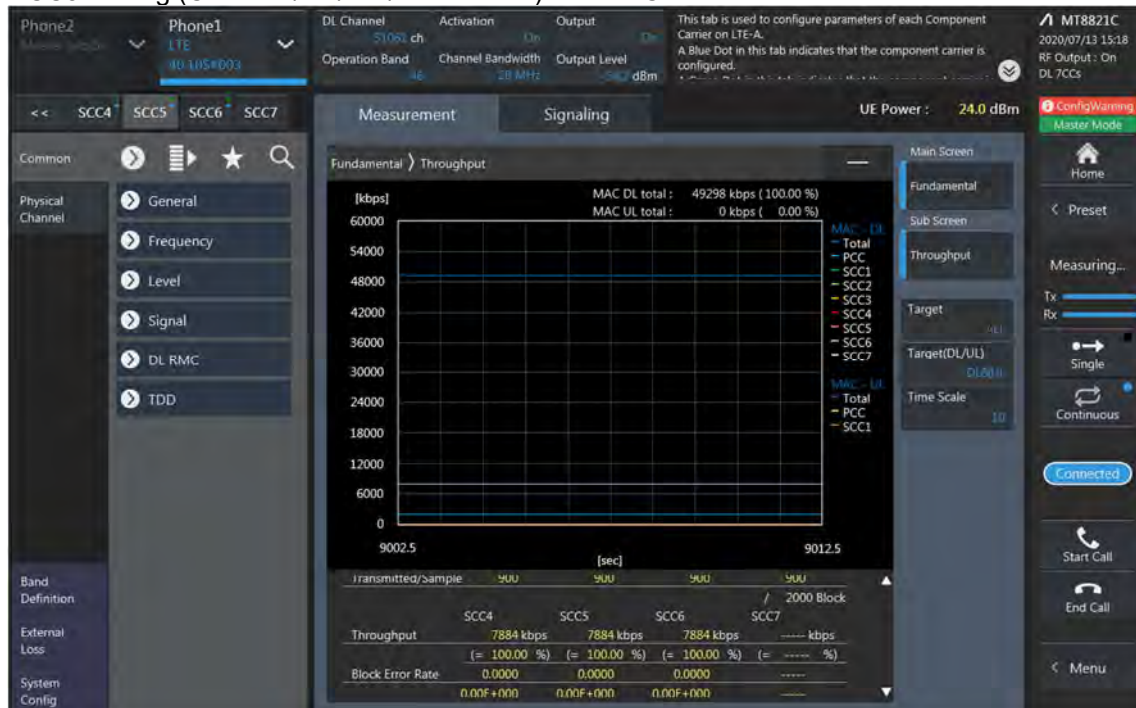 Phone2
Phone1
LTE
40.10S#003
DL Channel
51061 ch
Activation
On
Output
On
Operation Band
46
Channel Bandwidth
20 MHz
Output Level
dBm
This tab is used to configure parameters of each Component
Carrier on LTE-A.
A Blue Dot in this tab indicates that the component carrier is
configured.
MT8821C
2020/07/13 15:18
RF Output : On
DL 7CCs
<< SCC4 SCC5 SCC6 SCC7
Measurement
Signaling
UE Power : 24.0 dBm
ConfigWarning
Master Mode
Common
Physical
Channel
General
Frequency
Level
Signal
DL RMC
TDD
Band
Definition
External
Loss
System
Config
Fundamental > Throughput
[kbps]
MAC DL total : 49298 kbps ( 100.00 %)
MAC UL total : 0 kbps ( 0.00 %)
60000
54000
48000
42000
36000
30000
24000
18000
12000
6000
0
9002.5
9012.5
[sec]
MAC - DL
Total
PCC
SCC1
SCC2
SCC3
SCC4
SCC5
SCC6
SCC7
MAC - UL
Total
PCC
SCC1
Transmitted/Sample 900 900 900 900
/ 2000 Block
SCC4 SCC5 SCC6 SCC7
Throughput 7884 kbps 7884 kbps 7884 kbps ----- kbps
(= 100.00 %) (= 100.00 %) (= 100.00 %) (= ----- %)
Block Error Rate 0.0000 0.0000 0.0000 -----
0.00E+000 0.00E+000 0.00E+000 -----
Main Screen
Fundamental
Sub Screen
Throughput
Target
Target(DL/UL)
Time Scale
10
Home
< Preset
Measuring...
Tx
Rx
Single
Continuous
Connected
Start Call
End Call
< Menu